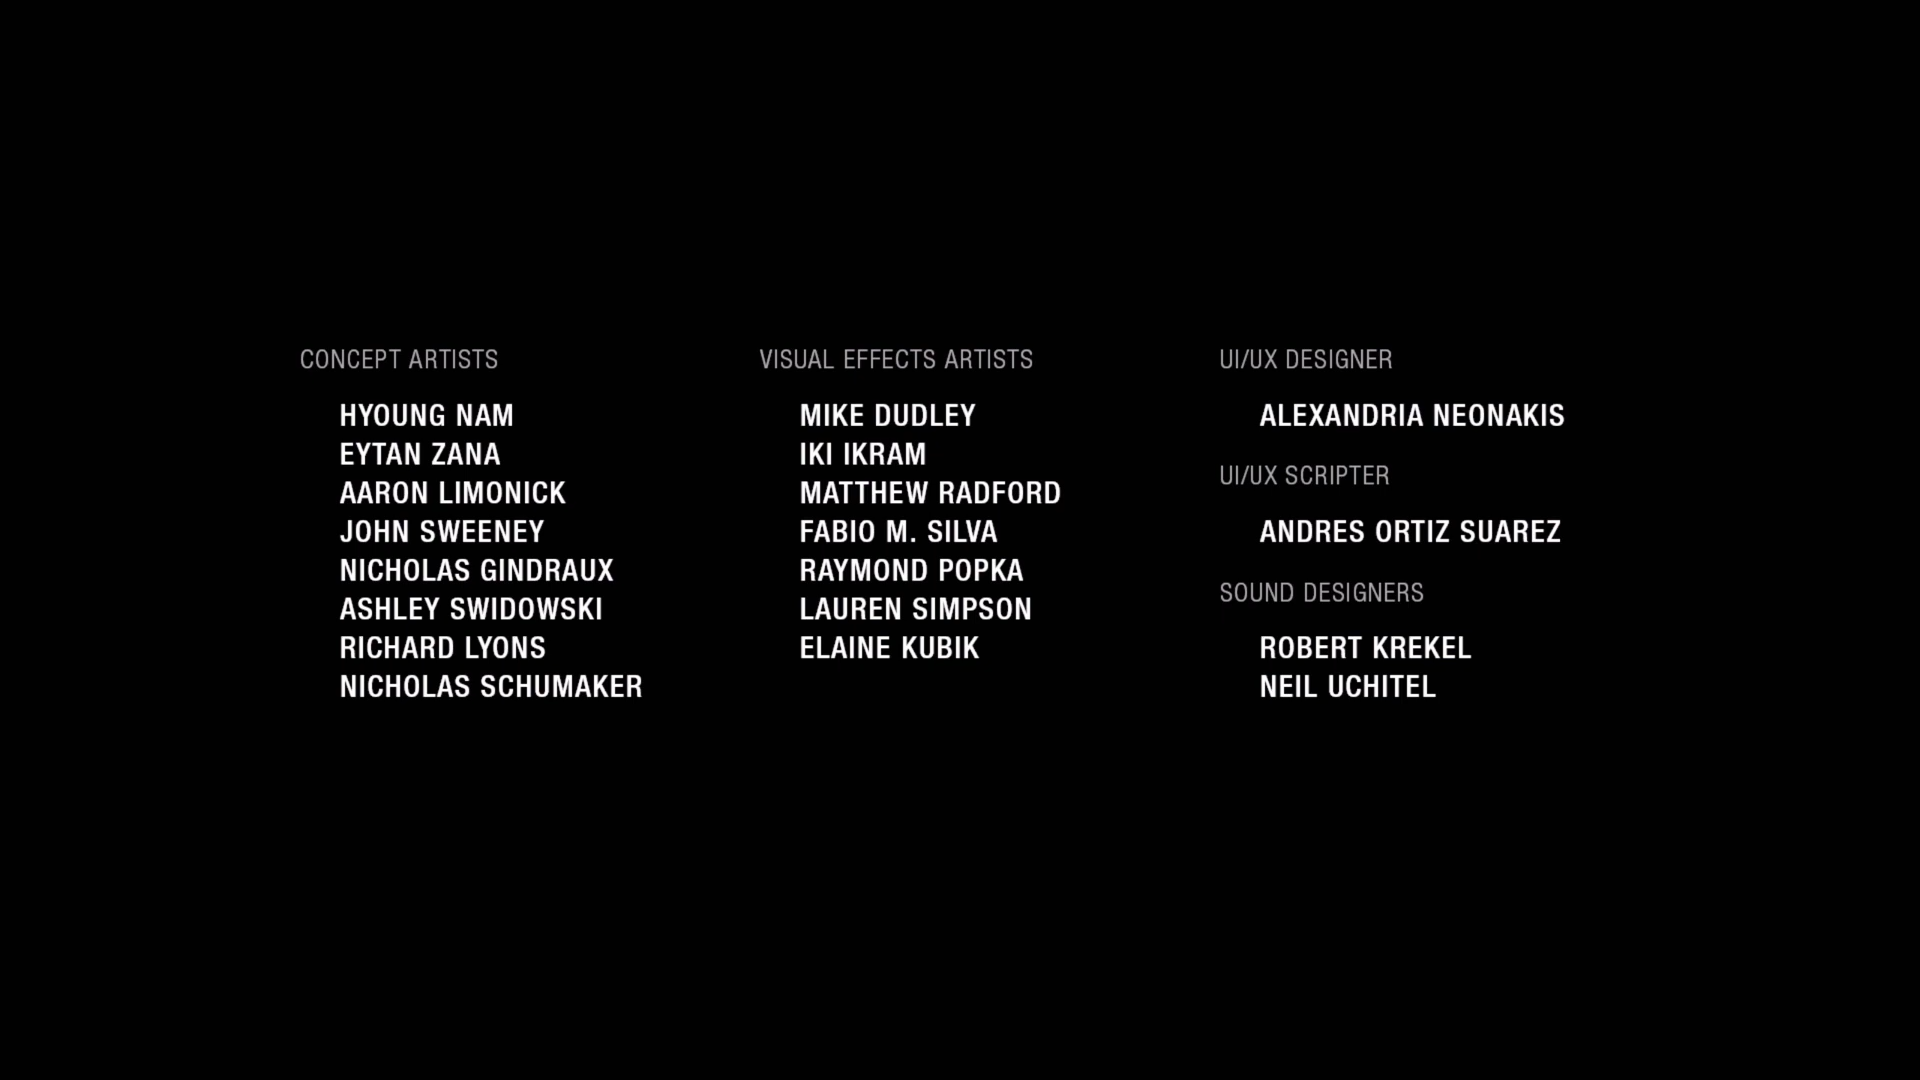 CONCEPT ARTISTS
HYOUNG NAM
EYTAN ZANA
AARON LIMONICK
JOHN SWEENEY
NICHOLAS GINDRAUX
ASHLEY SWIDOWSKI
RICHARD LYONS
NICHOLAS SCHUMAKER
VISUAL EFFECTS ARTISTS
MIKE DUDLEY
IKI IKRAM
MATTHEW RADFORD
FABIO M. SILVA
RAYMOND POPKA
LAUREN SIMPSON
ELAINE KUBIK
UI/UX DESIGNER
ALEXANDRIA NEONAKIS
UI/UX SCRIPTER
ANDRES ORTIZ SUAREZ
SOUND DESIGNERS
ROBERT KREKEL
NEIL UCHITEL